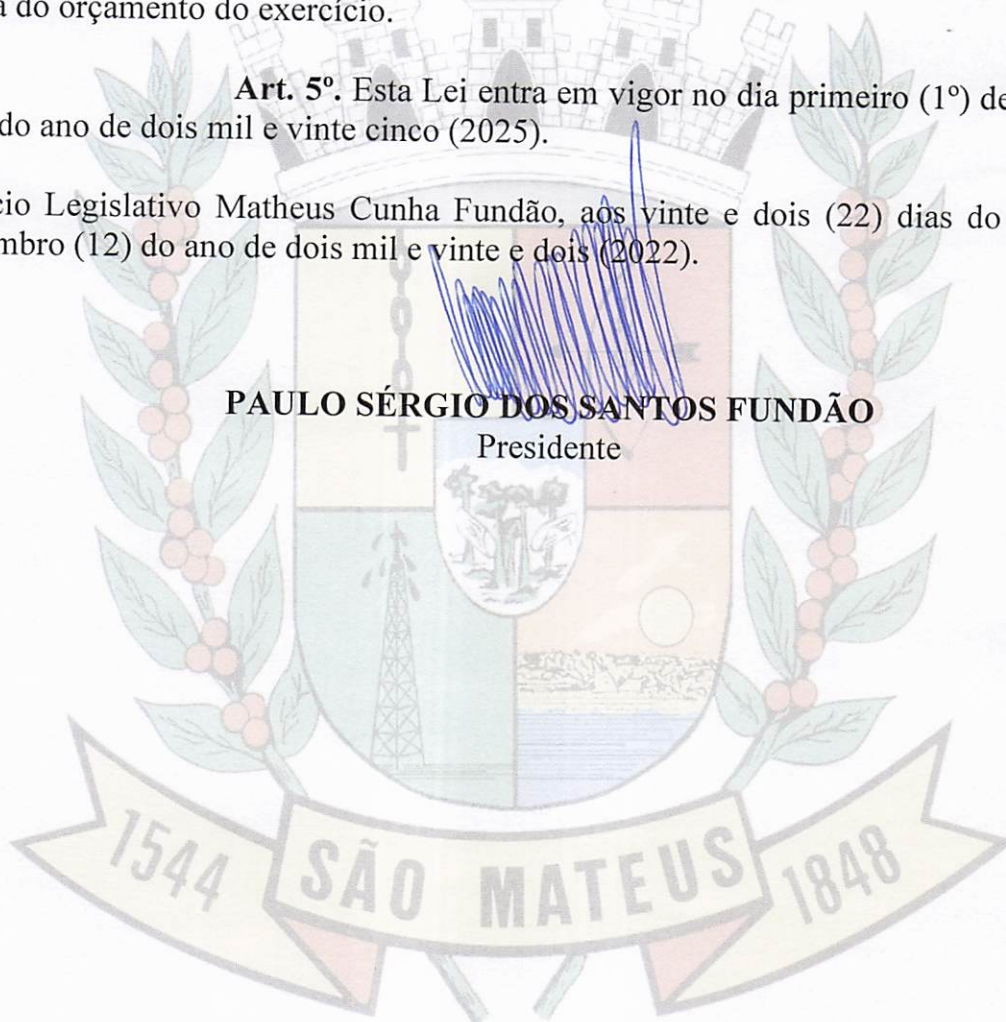 do orçamento do exercício.
Art. 5º. Esta Lei entra em vigor no dia primeiro (1º) de
do ano de dois mil e vinte cinco (2025).
cio Legislativo Matheus Cunha Fundão, aos vinte e dois (22) dias do
mbro (12) do ano de dois mil e vinte e dois (2022).
PAULO SÉRGIO DOS SANTOS FUNDÃO
Presidente
1544 SÃO MATEUS 1848